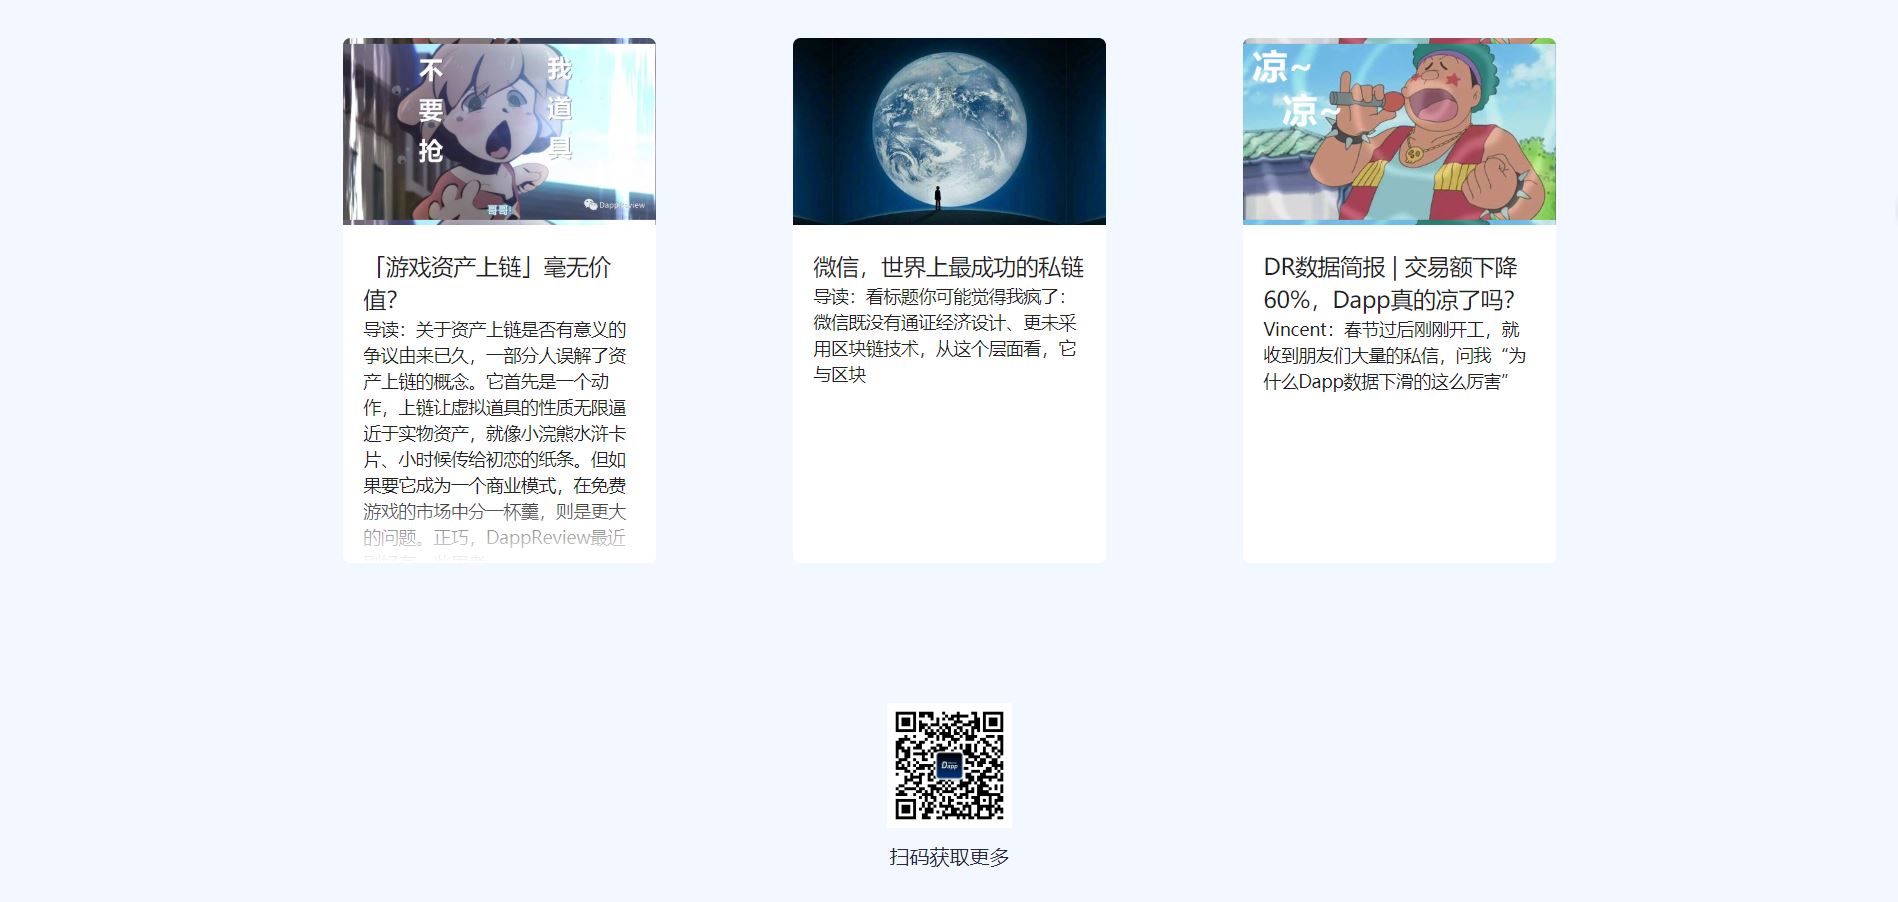 不要抢
我道具
哥哥!
DappReview
「游戏资产上链」毫无价
值？
导读：关于资产上链是否有意义的
争议由来已久，一部分人误解了资
产上链的概念。它首先是一个动
作，上链让虚拟道具的性质无限逼
近于实物资产，就像小浣熊水浒卡
片、小时候传给初恋的纸条。但如
果要它成为一个商业模式，在免费
游戏的市场中分一杯羹，则是更大
的问题。正巧，DappReview最近
微信，世界上最成功的私链
导读：看标题你可能觉得我疯了：
微信既没有通证经济设计、更未采
用区块链技术，从这个层面看，它
与区块
凉~
凉~
DR数据简报 | 交易额下降
60%，Dapp真的凉了吗？
Vincent：春节过后刚刚开工，就
收到朋友们大量的私信，问我“为
什么Dapp数据下滑的这么厉害”
Dapp
扫码获取更多